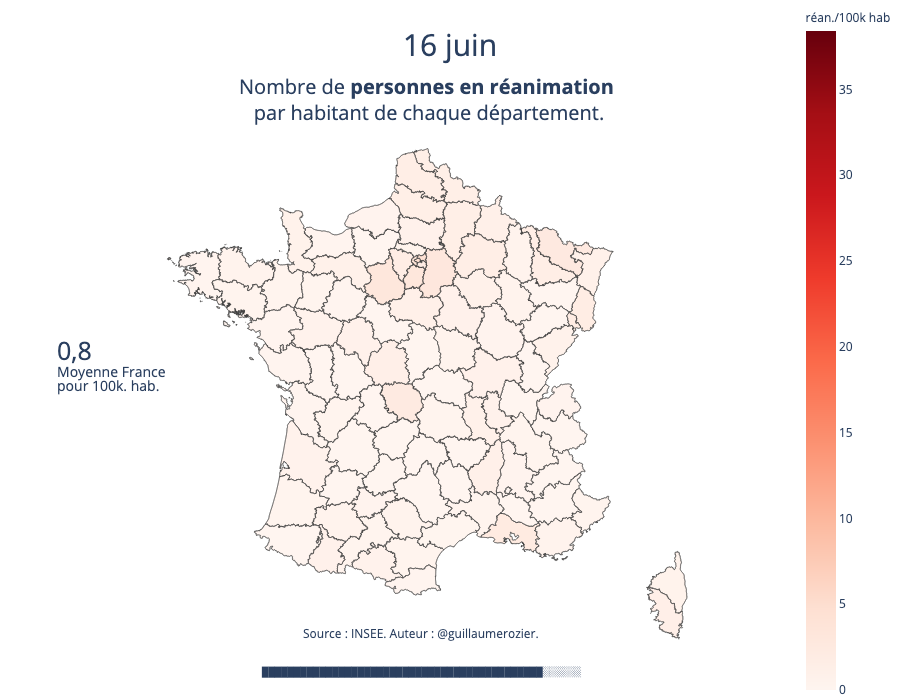 réan./100k hab
16 juin
Nombre de personnes en réanimation
par habitant de chaque département.
35
30
25
20
15
10
5
0
0,8
Moyenne France
pour 100k. hab.
Source : INSEE. Auteur : @guillaumerozier.